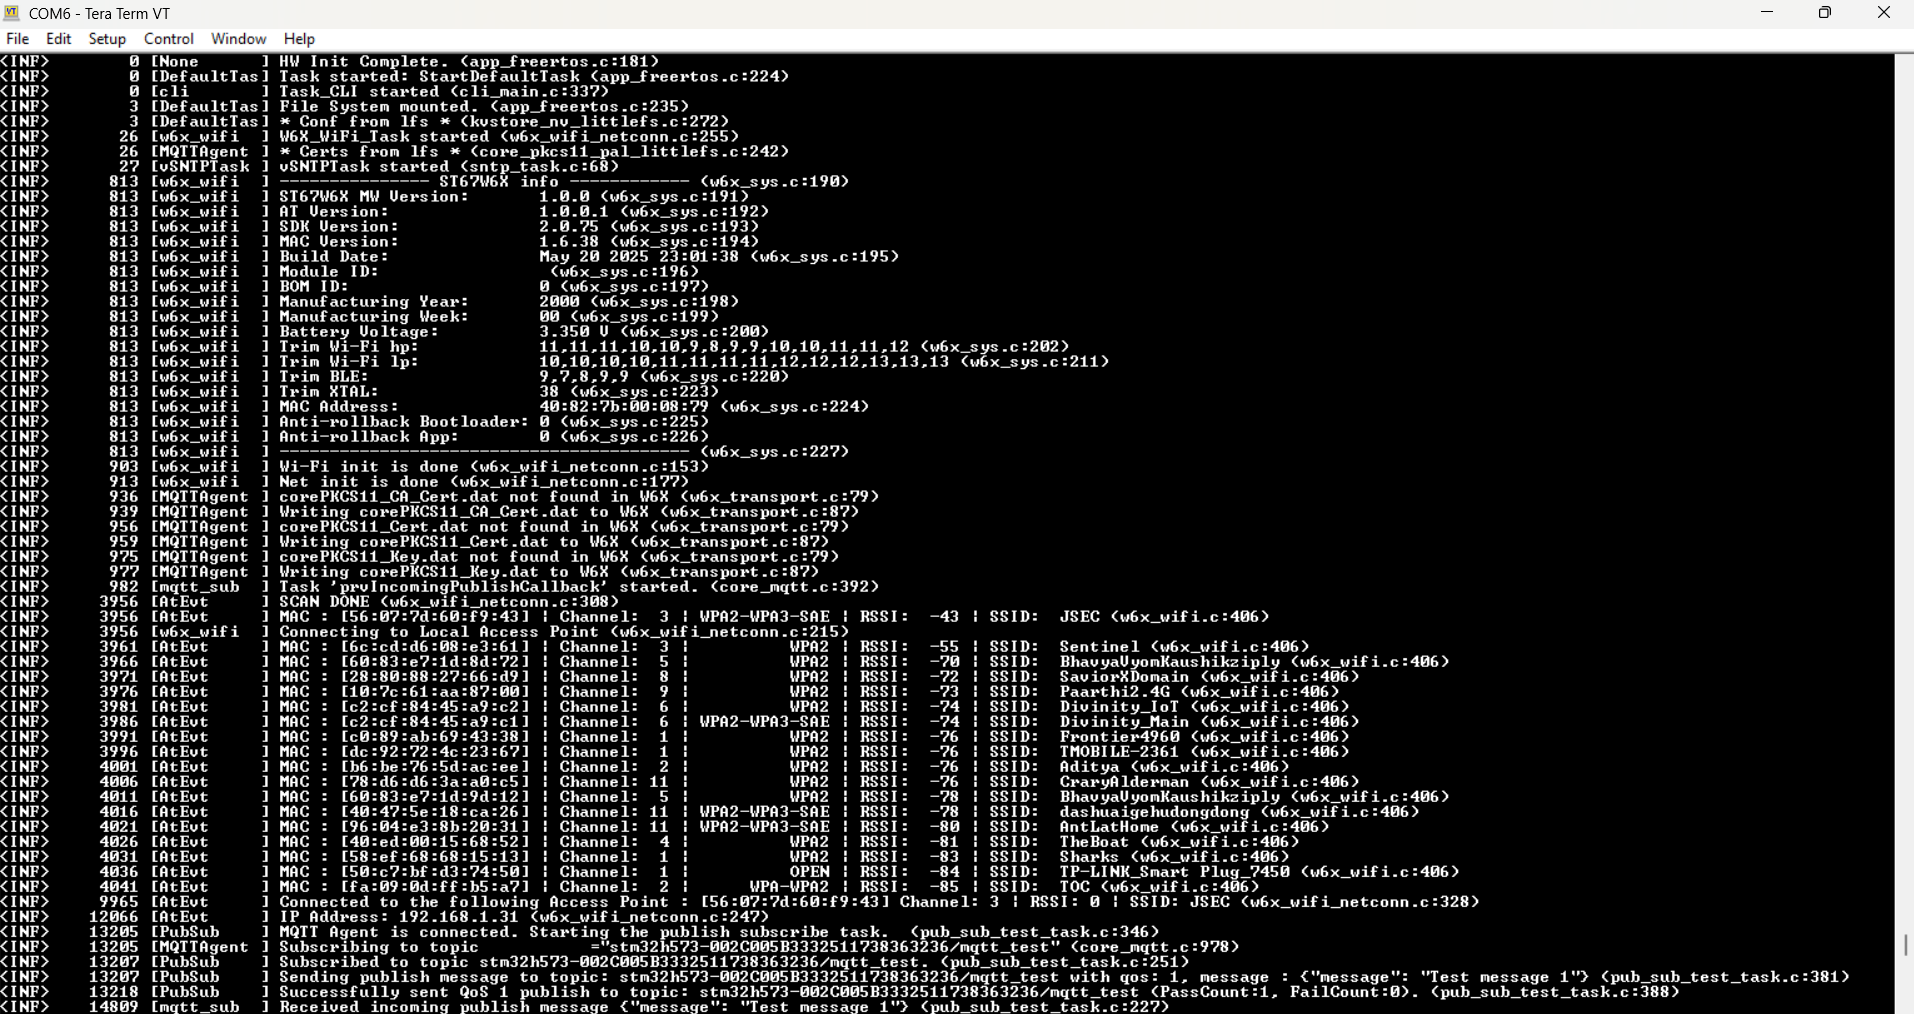 COM6 - Tera Term VT
File Edit Setup Control Window Help
<INF>        0 [None      ] HW Init Complete. (app_freertos.c:181)
<INF>        0 [DefaultTas] Task started: StartDefaultTask (app_freertos.c:224)
<INF>        0 [cli       ] Task_CLI started (cli_main.c:337)
<INF>        3 [DefaultTas] File System mounted. (app_freertos.c:235)
<INF>        3 [DefaultTas] * Conf from lfs * (kvstore_nv_littlefs.c:272)
<INF>       26 [w6x_wifi  ] W6X_WiFi_Task started (w6x_wifi_netconn.c:255)
<INF>       26 [MQTTAgent ] * Certs from lfs * (core_pkcs11_pal_littlefs.c:242)
<INF>       27 [vSNTPTask ] vSNTPTask started (sntp_task.c:68)
<INF>      813 [w6x_wifi  ] --------------- ST67W6X info ------------ (w6x_sys.c:190)
<INF>      813 [w6x_wifi  ] ST67W6X MW Version:       1.0.0 (w6x_sys.c:191)
<INF>      813 [w6x_wifi  ] AT Version:               1.0.0.1 (w6x_sys.c:192)
<INF>      813 [w6x_wifi  ] SDK Version:              2.0.75 (w6x_sys.c:193)
<INF>      813 [w6x_wifi  ] MAC Version:              1.6.38 (w6x_sys.c:194)
<INF>      813 [w6x_wifi  ] Build Date:               May 20 2025 23:01:38 (w6x_sys.c:195)
<INF>      813 [w6x_wifi  ] Module ID:                 (w6x_sys.c:196)
<INF>      813 [w6x_wifi  ] BOM ID:                   0 (w6x_sys.c:197)
<INF>      813 [w6x_wifi  ] Manufacturing Year:       2000 (w6x_sys.c:198)
<INF>      813 [w6x_wifi  ] Manufacturing Week:       00 (w6x_sys.c:199)
<INF>      813 [w6x_wifi  ] Battery Voltage:          3.350 V (w6x_sys.c:200)
<INF>      813 [w6x_wifi  ] Trim Wi-Fi hp:            11,11,11,10,10,9,8,9,9,10,10,11,11,12 (w6x_sys.c:202)
<INF>      813 [w6x_wifi  ] Trim Wi-Fi lp:            10,10,10,10,11,11,11,11,12,12,12,13,13,13 (w6x_sys.c:211)
<INF>      813 [w6x_wifi  ] Trim BLE:                 9,7,8,9,9 (w6x_sys.c:220)
<INF>      813 [w6x_wifi  ] Trim XTAL:                38 (w6x_sys.c:223)
<INF>      813 [w6x_wifi  ] MAC Address:              40:82:7b:00:08:79 (w6x_sys.c:224)
<INF>      813 [w6x_wifi  ] Anti-rollback Bootloader: 0 (w6x_sys.c:225)
<INF>      813 [w6x_wifi  ] Anti-rollback App:        0 (w6x_sys.c:226)
<INF>      813 [w6x_wifi  ] ----------------------------------------- (w6x_sys.c:227)
<INF>      903 [w6x_wifi  ] Wi-Fi init is done (w6x_wifi_netconn.c:153)
<INF>      913 [w6x_wifi  ] Net init is done (w6x_wifi_netconn.c:177)
<INF>      936 [MQTTAgent ] corePKCS11_CA_Cert.dat not found in W6X (w6x_transport.c:79)
<INF>      939 [MQTTAgent ] Writing corePKCS11_CA_Cert.dat to W6X (w6x_transport.c:87)
<INF>      956 [MQTTAgent ] corePKCS11_Cert.dat not found in W6X (w6x_transport.c:79)
<INF>      959 [MQTTAgent ] Writing corePKCS11_Cert.dat to W6X (w6x_transport.c:87)
<INF>      975 [MQTTAgent ] corePKCS11_Key.dat not found in W6X (w6x_transport.c:79)
<INF>      977 [MQTTAgent ] Writing corePKCS11_Key.dat to W6X (w6x_transport.c:87)
<INF>      982 [mqtt_sub  ] Task 'prvIncomingPublishCallback' started. (core_mqtt.c:392)
<INF>     3956 [AtEvt     ] SCAN DONE (w6x_wifi_netconn.c:308)
<INF>     3956 [AtEvt     ] MAC : [56:07:7d:60:f9:43] | Channel:  3 | WPA2-WPA3-SAE | RSSI:  -43 | SSID:  JSEC (w6x_wifi.c:406)
<INF>     3956 [w6x_wifi  ] Connecting to Local Access Point (w6x_wifi_netconn.c:215)
<INF>     3961 [AtEvt     ] MAC : [6c:cd:d6:08:e3:61] | Channel:  3 |          WPA2 | RSSI:  -55 | SSID:  Sentinel (w6x_wifi.c:406)
<INF>     3966 [AtEvt     ] MAC : [60:83:e7:1d:8d:72] | Channel:  5 |          WPA2 | RSSI:  -70 | SSID:  BhavyaVyomKaushikziply (w6x_wifi.c:406)
<INF>     3971 [AtEvt     ] MAC : [28:80:88:27:66:d9] | Channel:  8 |          WPA2 | RSSI:  -72 | SSID:  SaviorXDomain (w6x_wifi.c:406)
<INF>     3976 [AtEvt     ] MAC : [10:7c:61:aa:87:00] | Channel:  9 |          WPA2 | RSSI:  -73 | SSID:  Paarthi2.4G (w6x_wifi.c:406)
<INF>     3981 [AtEvt     ] MAC : [c2:cf:84:45:a9:c2] | Channel:  6 |          WPA2 | RSSI:  -74 | SSID:  Divinity_IoT (w6x_wifi.c:406)
<INF>     3986 [AtEvt     ] MAC : [c2:cf:84:45:a9:c1] | Channel:  6 | WPA2-WPA3-SAE | RSSI:  -74 | SSID:  Divinity_Main (w6x_wifi.c:406)
<INF>     3991 [AtEvt     ] MAC : [c0:89:ab:69:43:38] | Channel:  1 |          WPA2 | RSSI:  -76 | SSID:  Frontier4960 (w6x_wifi.c:406)
<INF>     3996 [AtEvt     ] MAC : [dc:92:72:4c:23:67] | Channel:  1 |          WPA2 | RSSI:  -76 | SSID:  TMOBILE-2361 (w6x_wifi.c:406)
<INF>     4001 [AtEvt     ] MAC : [b6:be:76:5d:ac:ee] | Channel:  2 |          WPA2 | RSSI:  -76 | SSID:  Aditya (w6x_wifi.c:406)
<INF>     4006 [AtEvt     ] MAC : [78:d6:d6:3a:a0:c5] | Channel: 11 |          WPA2 | RSSI:  -76 | SSID:  CraryAlderman (w6x_wifi.c:406)
<INF>     4011 [AtEvt     ] MAC : [60:83:e7:1d:9d:12] | Channel:  5 |          WPA2 | RSSI:  -78 | SSID:  BhavyaVyomKaushikziply (w6x_wifi.c:406)
<INF>     4016 [AtEvt     ] MAC : [40:47:5e:18:ca:26] | Channel: 11 | WPA2-WPA3-SAE | RSSI:  -78 | SSID:  dashuaigehudongdong (w6x_wifi.c:406)
<INF>     4021 [AtEvt     ] MAC : [96:04:e3:8b:20:31] | Channel: 11 | WPA2-WPA3-SAE | RSSI:  -80 | SSID:  AntLatHome (w6x_wifi.c:406)
<INF>     4026 [AtEvt     ] MAC : [40:ed:00:15:68:52] | Channel:  4 |          WPA2 | RSSI:  -81 | SSID:  TheBoat (w6x_wifi.c:406)
<INF>     4031 [AtEvt     ] MAC : [58:ef:68:68:15:13] | Channel:  1 |          WPA2 | RSSI:  -83 | SSID:  Sharks (w6x_wifi.c:406)
<INF>     4036 [AtEvt     ] MAC : [50:c7:bf:d3:74:50] | Channel:  1 |          OPEN | RSSI:  -84 | SSID:  TP-LINK_Smart Plug_7450 (w6x_wifi.c:406)
<INF>     4041 [AtEvt     ] MAC : [fa:09:0d:ff:b5:a7] | Channel:  2 |      WPA-WPA2 | RSSI:  -85 | SSID:  TOC (w6x_wifi.c:406)
<INF>     9965 [AtEvt     ] Connected to the following Access Point : [56:07:7d:60:f9:43] Channel: 3 | RSSI: 0 | SSID: JSEC (w6x_wifi_netconn.c:328)
<INF>    12066 [AtEvt     ] IP Address: 192.168.1.31 (w6x_wifi_netconn.c:247)
<INF>    13205 [PubSub    ] MQTT Agent is connected. Starting the publish subscribe task.  (pub_sub_test_task.c:346)
<INF>    13205 [MQTTAgent ] Subscribing to topic           ="stm32h573-002C005B3332511738363236/mqtt_test" (core_mqtt.c:978)
<INF>    13207 [PubSub    ] Subscribed to topic stm32h573-002C005B3332511738363236/mqtt_test. (pub_sub_test_task.c:251)
<INF>    13207 [PubSub    ] Sending publish message to topic: stm32h573-002C005B3332511738363236/mqtt_test with qos: 1, message : {"message": "Test message 1"} (pub_sub_test_task.c:381)
<INF>    13218 [PubSub    ] Successfully sent QoS 1 publish to topic: stm32h573-002C005B3332511738363236/mqtt_test (PassCount:1, FailCount:0). (pub_sub_test_task.c:388)
<INF>    14809 [mqtt_sub  ] Received incoming publish message {"message": "Test message 1"} (pub_sub_test_task.c:227)